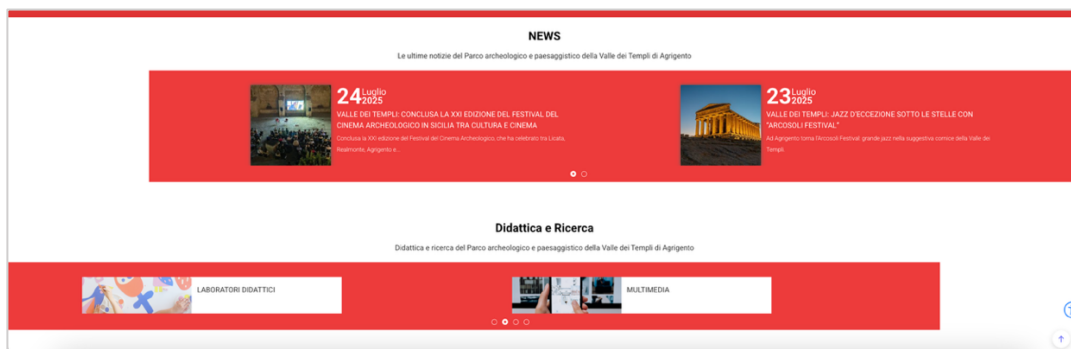 NEWS
Le ultime notizie del Parco archeologico e paesaggistico della Valle dei Templi di Agrigento
24 Luglio
2025
VALLE DEI TEMPLI: CONCLUSA LA XXI EDIZIONE DEL FESTIVAL DEL
CINEMA ARCHEOLOGICO IN SICILIA TRA CULTURA E CINEMA
Conclusa la XXI edizione del Festival del Cinema Archeologico, che ha celebrato tra Licata,
Realmonte, Agrigento e...
23 Luglio
2025
VALLE DEI TEMPLI: JAZZ D'ECCEZIONE SOTTO LE STELLE CON
"ARCOSOLI FESTIVAL"
Ad Agrigento torna l'Arcosoli Festival: grande jazz nella suggestiva cornice della Valle dei
Templi.
Didattica e Ricerca
Didattica e ricerca del Parco archeologico e paesaggistico della Valle dei Templi di Agrigento
LABORATORI DIDATTICI
MULTIMEDIA